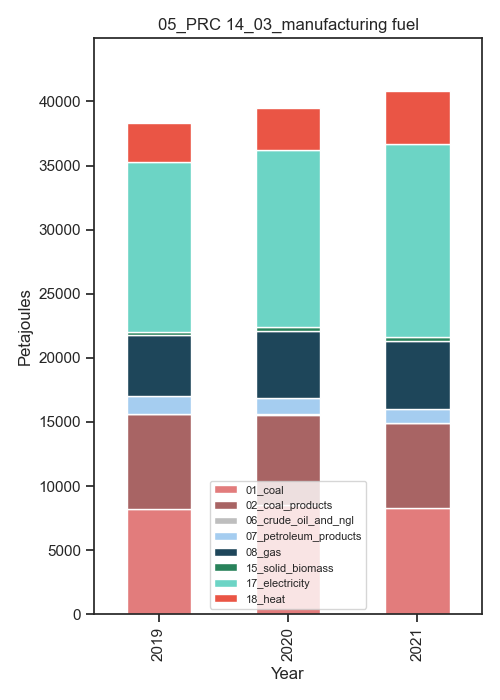 05_PRC 14_03_manufacturing fuel
Petajoules
40000
35000
30000
25000
20000
15000
10000
5000
0
01_coal
02_coal_products
06_crude_oil_and_ngl
07_petroleum_products
08_gas
15_solid_biomass
17_electricity
18_heat
2019
2020
2021
Year